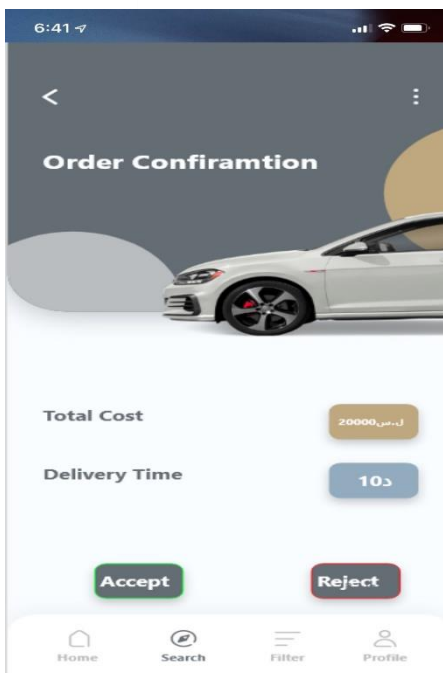 6:41
Order Confiramtion
Total Cost
20000ل.س
Delivery Time
10د
Accept
Reject
Home Search Filter Profile